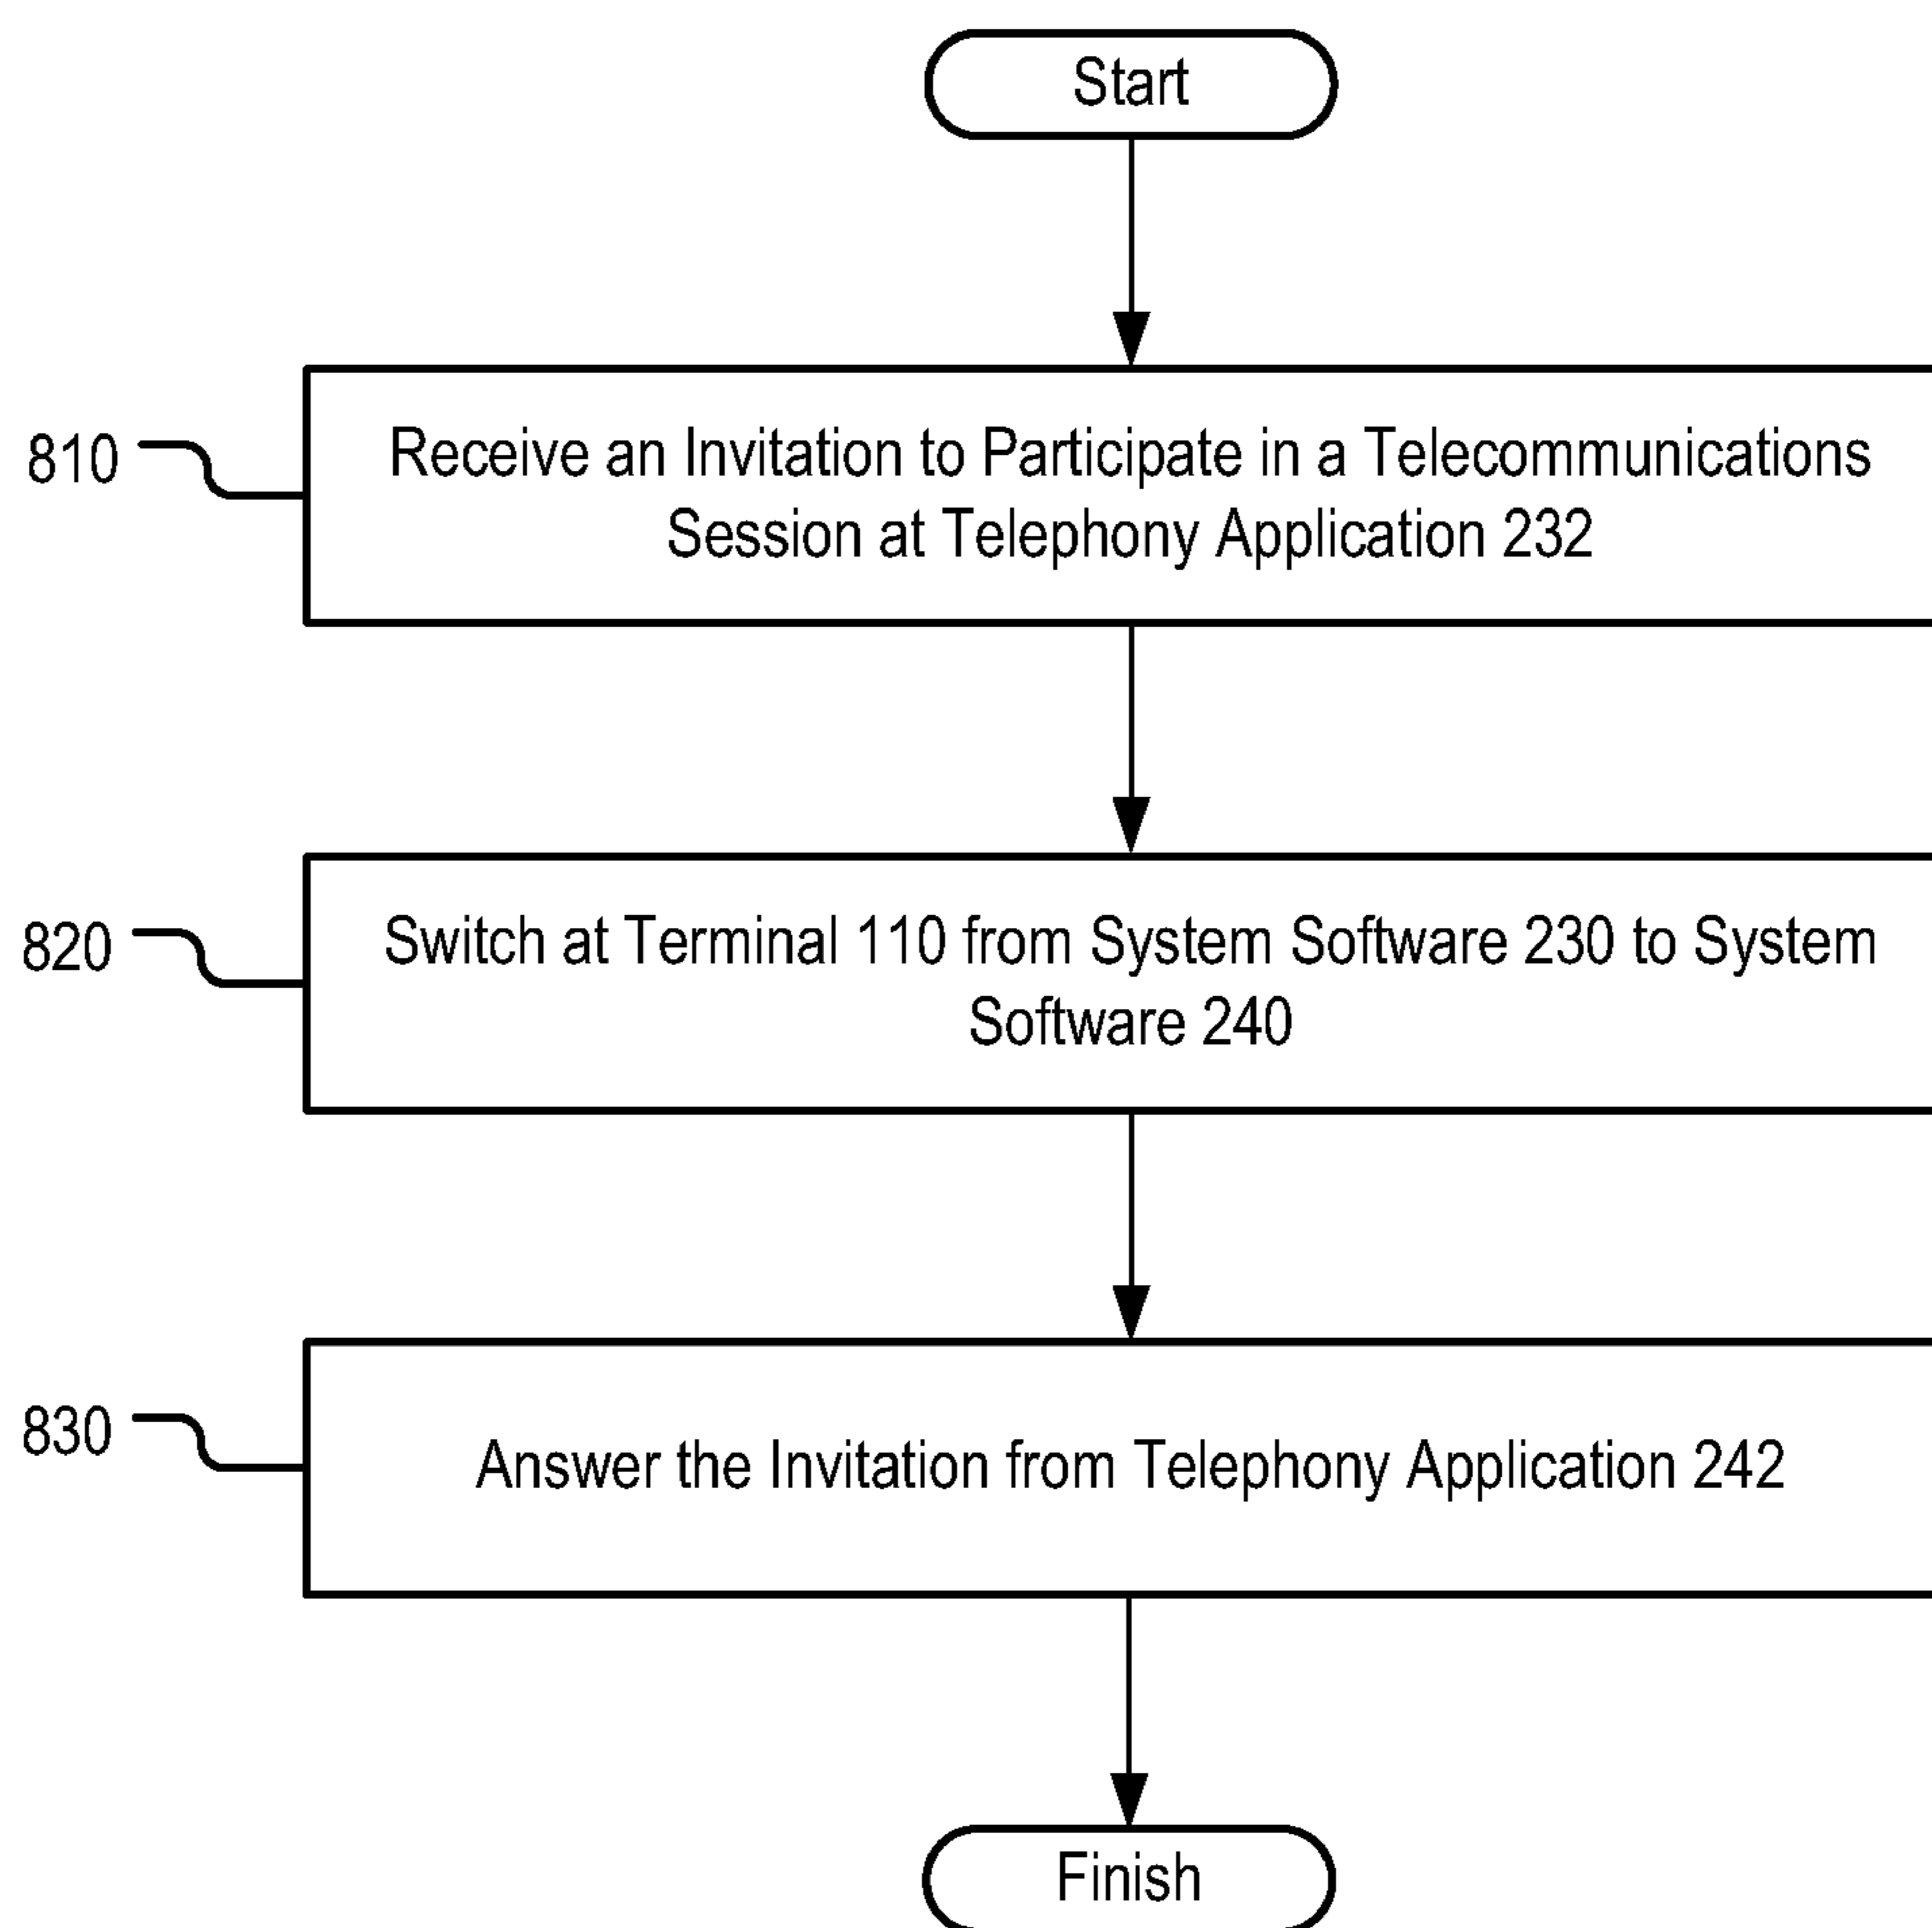 Start
810
Receive an Invitation to Participate in a Telecommunications
Session at Telephony Application 232
820
Switch at Terminal 110 from System Software 230 to System
Software 240
830
Answer the Invitation from Telephony Application 242
Finish